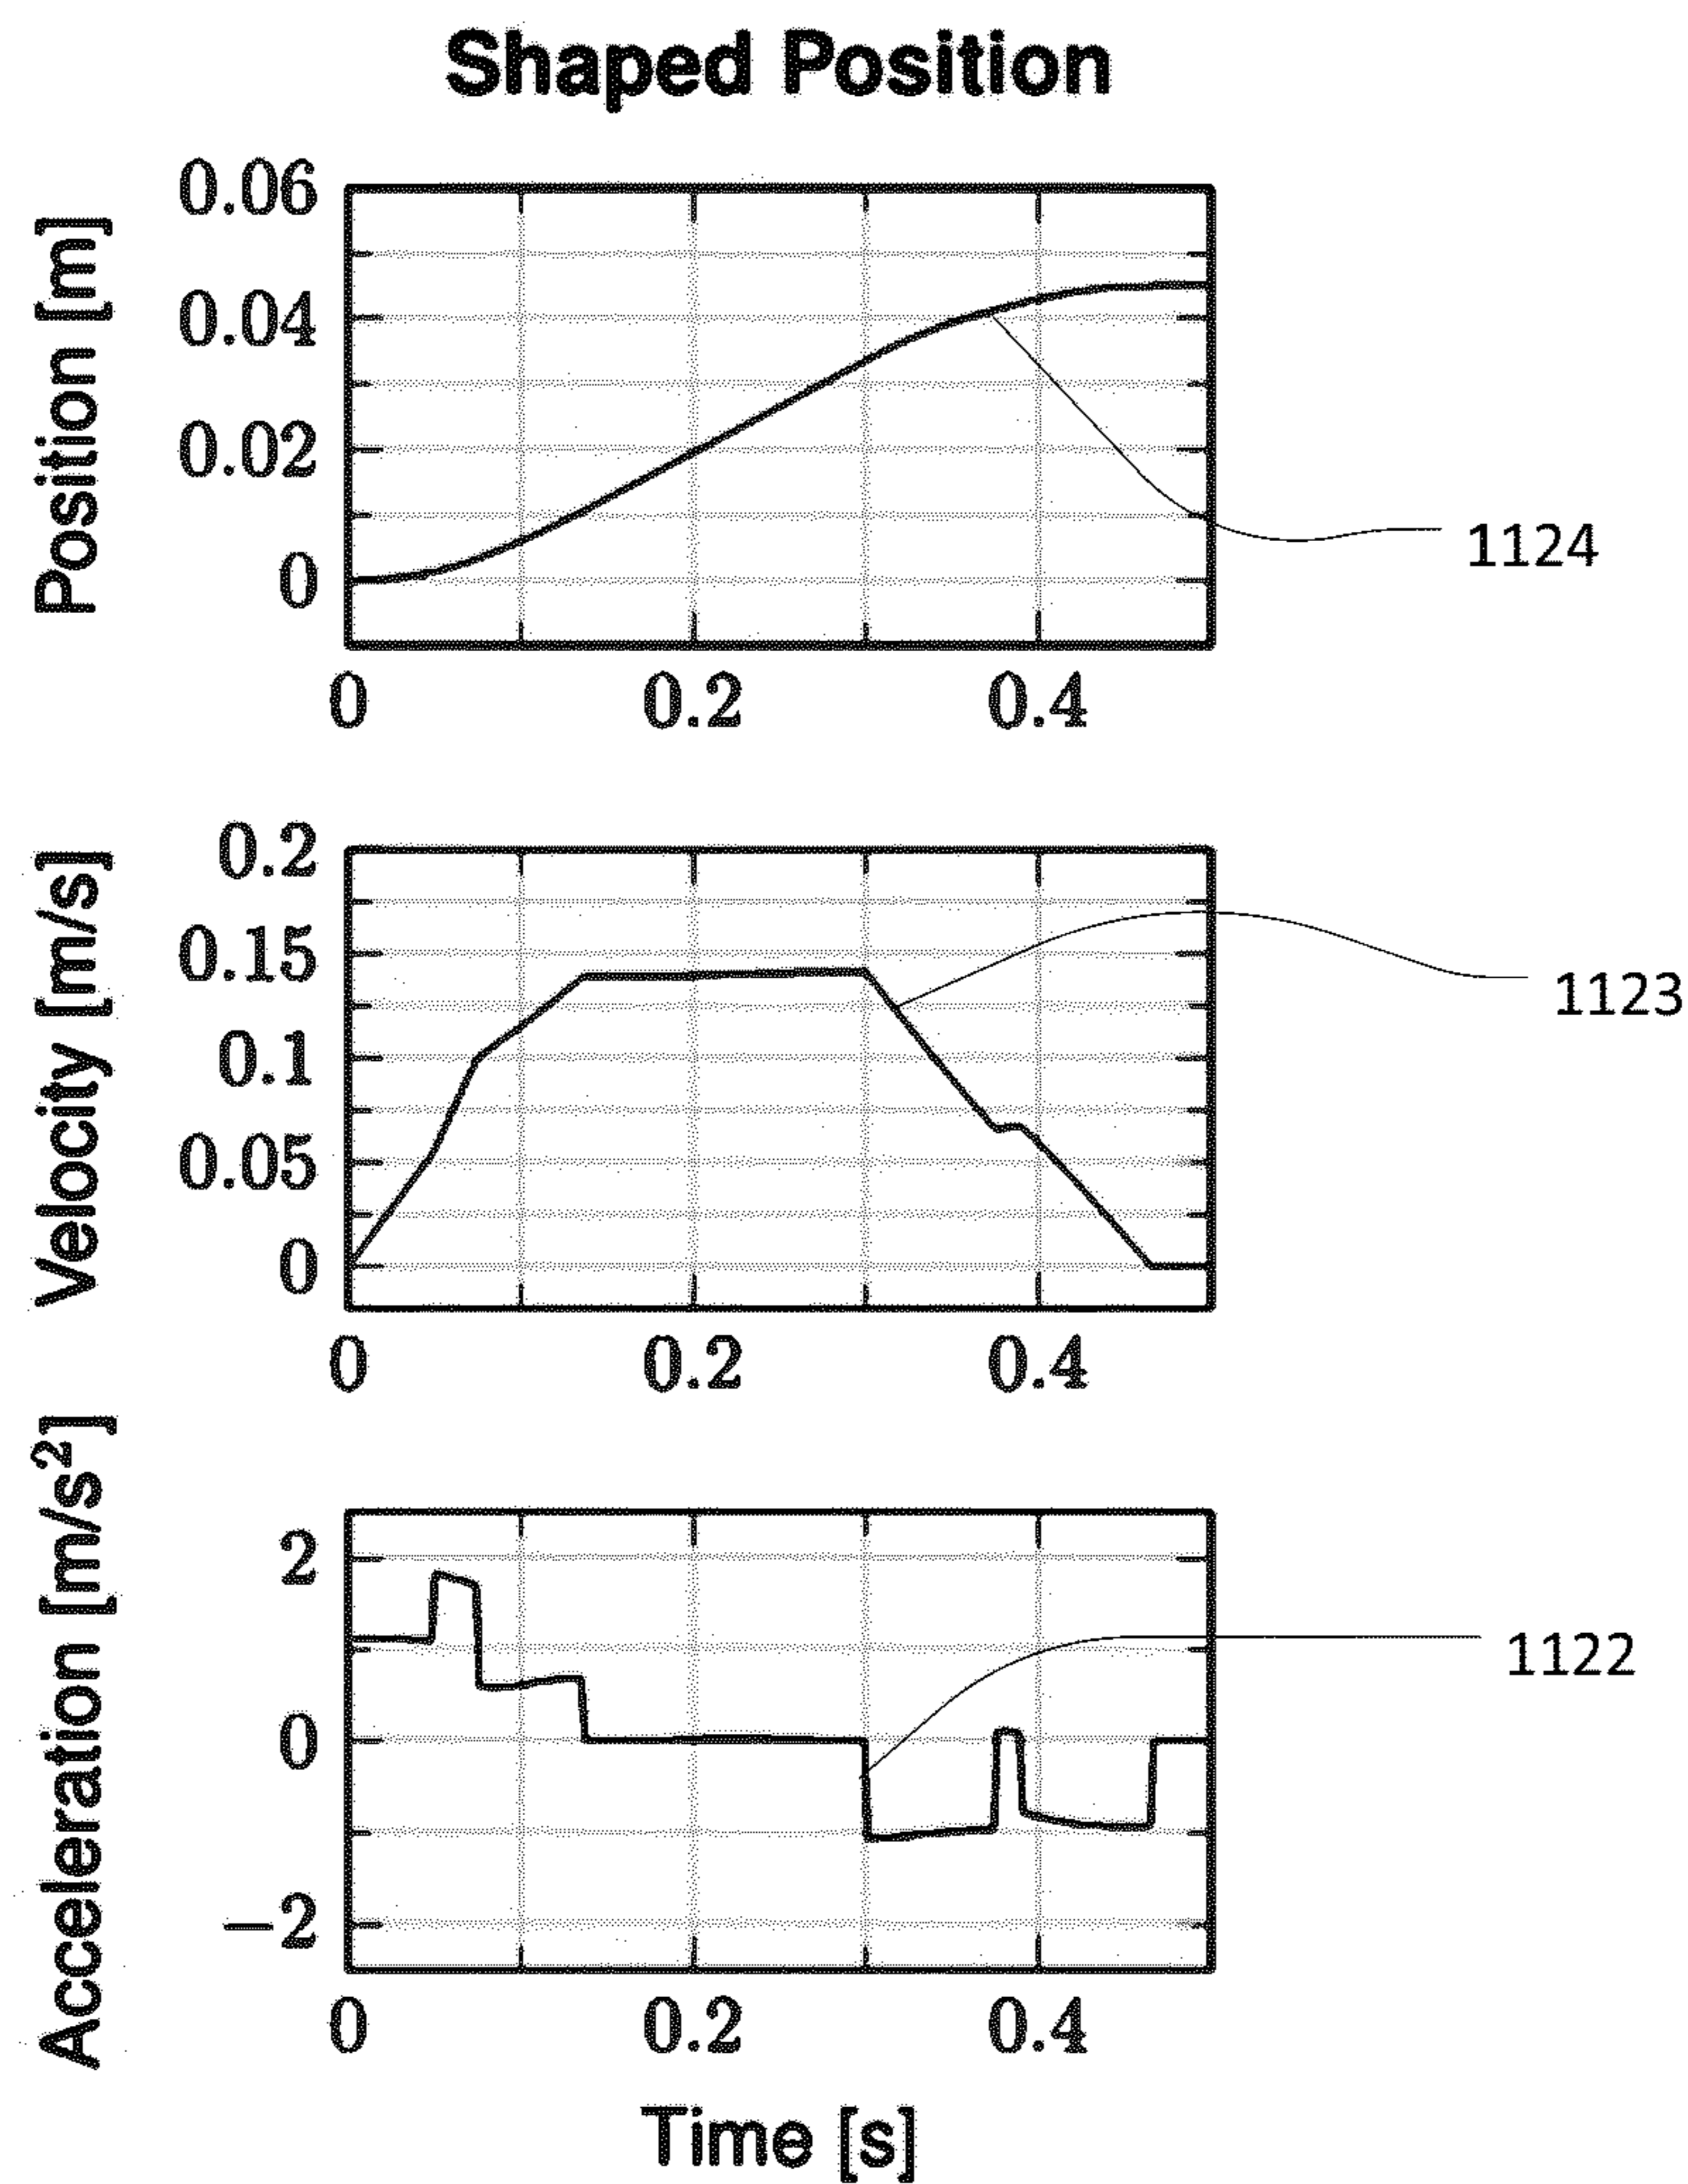 Shaped Position
Position [m]
0.06
0.04
0.02
0
0 0.2 0.4
1124
Velocity [m/s]
0.2
0.15
0.1
0.05
0
0 0.2 0.4
1123
Acceleration [m/s²]
2
0
−2
0 0.2 0.4
1122
Time [s]